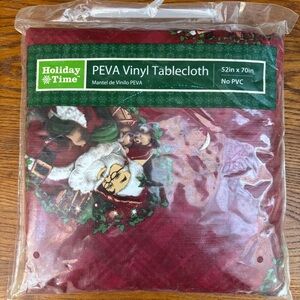 Holiday
Time
PEVA Vinyl Tablecloth
Mantel de Vinilo PEVA
52in x 70in
No PVC